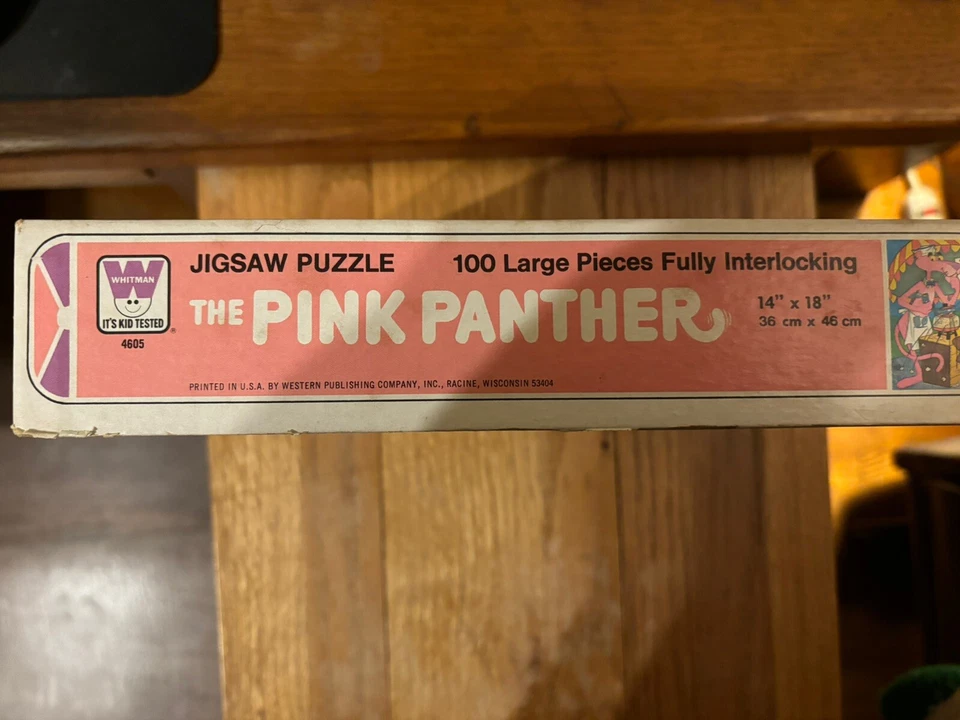 WHITMAN
IT'S KID TESTED ®
4605
JIGSAW PUZZLE 100 Large Pieces Fully Interlocking
THE PINK PANTHER
14" x 18"
36 cm x 46 cm
PRINTED IN U.S.A. BY WESTERN PUBLISHING COMPANY, INC., RACINE, WISCONSIN 53404